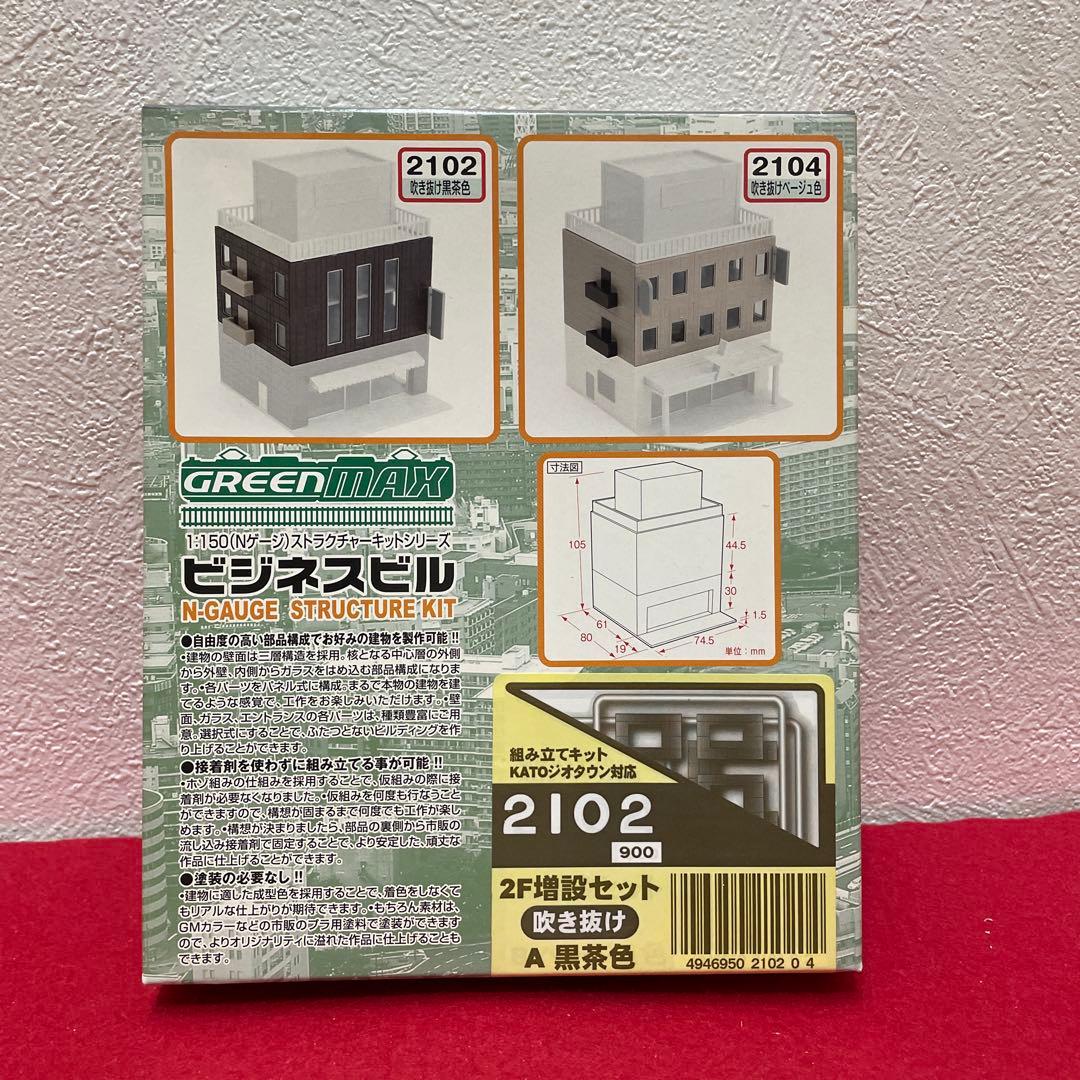 2102
吹き抜け黒茶色
2104
吹き抜けベージュ色
GREENMAX
1:150(Nゲージ)ストラクチャーキットシリーズ
ビジネスビル
N-GAUGE STRUCTURE KIT
●自由度の高い部品構成でお好みの建物を製作可能!!
・建物の壁面は三層構造を採用。核となる中心層の外側
から外壁、内側からガラスをはめ込む部品構成になりま
す。・各パーツをパネル式に構成。まるで本物の建物を建
てるような感覚で、工作をお楽しみいただけます。・壁
面、ガラス、エントランスの各パーツは、種類豊富にご用
意。選択式にすることで、ふたつとないビルディングを作
り上げることができます。
●接着剤を使わずに組み立てる事が可能!!
・ホゾ組みの仕組みを採用することで、仮組みの際に接
着剤が必要なくなりました。・仮組みを何度も行なうこと
ができますので、構想が固まるまで何度でも工作が楽し
めます。・構想が決まりましたら、部品の裏側から市販の
流し込み接着剤で固定することで、より安定した、頑丈な
作品に仕上げることができます。
●塗装の必要なし!!
・建物に適した成型色を採用することで、着色をしなくて
もリアルな仕上がりが期待できます。・もちろん素材は、
GMカラーなどの市販のプラ用塗料で塗装ができます
ので、よりオリジナリティに溢れた作品に仕上げることも
できます。
寸法図
105
44.5
30
1.5
61
80
19
74.5
単位:mm
組み立てキット
KATOジオタウン対応
2102
900
2F増設セット
吹き抜け
A 黒茶色
4946950 2102 0 4